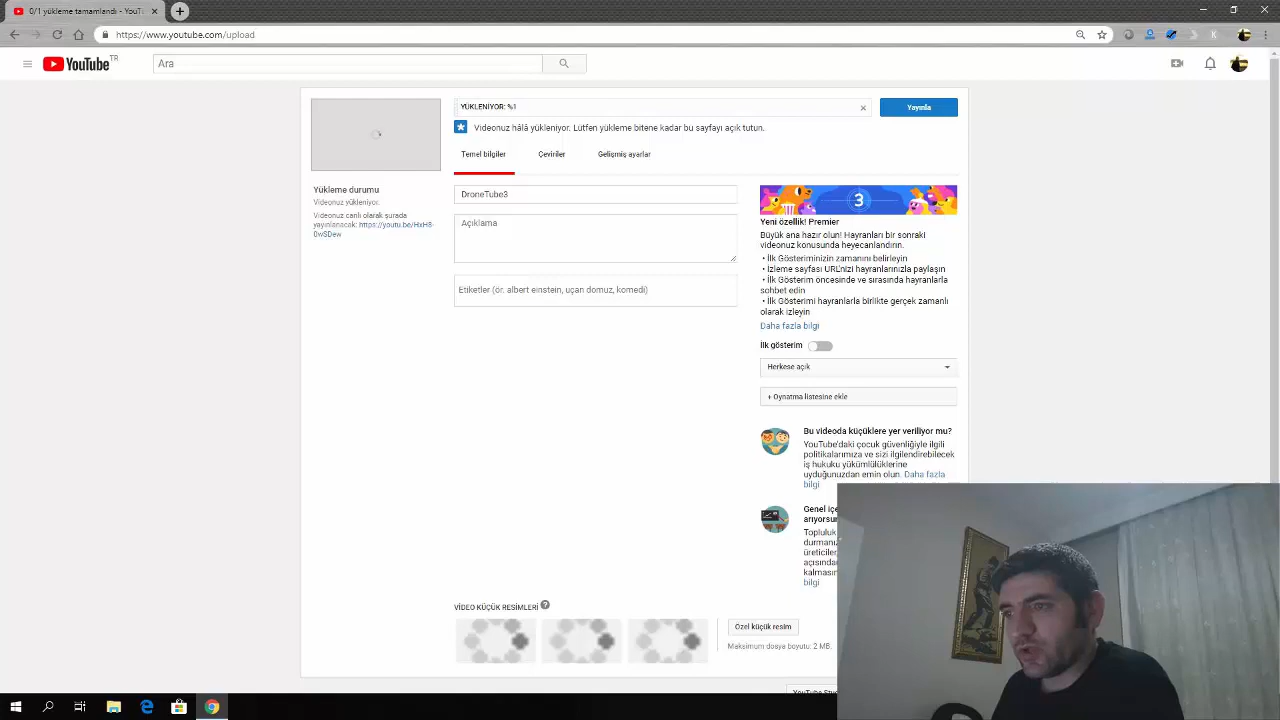 0/1 yükleme tamamlandı - YouT
https://www.youtube.com/upload
YouTube TR
Ara
YÜKLENİYOR: %1
Yayınla
Videonuz hâlâ yükleniyor. Lütfen yükleme bitene kadar bu sayfayı açık tutun.
Temel bilgiler
Çeviriler
Gelişmiş ayarlar
Yükleme durumu
Videonuz yükleniyor.
Videonuz canlı olarak şurada
yayınlanacak: https://youtu.be/HxH8-
DroneTube3
Açıklama
Etiketler (ör. albert einstein, uçan domuz, komedi)
3
Yeni özellik! Premier
Büyük ana hazır olun! Hayranları bir sonraki
videonuz konusunda heyecanlandırın.
• İlk Gösteriminizin zamanını belirleyin
• İzleme sayfası URL'nizi hayranlarınızla paylaşın
• İlk Gösterim öncesinde ve sırasında hayranlarla
sohbet edin
• İlk Gösterimi hayranlarla birlikte gerçek zamanlı
olarak izleyin
Daha fazla bilgi
İlk gösterim
Herkese açık
+ Oynatma listesine ekle
Bu videoda küçüklere yer veriliyor mu?
YouTube'daki çocuk güvenliğiyle ilgili
politikalarımıza ve sizi ilgilendirebilecek
iş hukuku yükümlülüklerine
uyduğunuzdan emin olun. Daha fazla
bilgi
Genel içe
arıyorsun
Topluluk
durmanız
üreticiler,
açısından
kalmasın
bilgi
VİDEO KÜÇÜK RESİMLERİ
Özel küçük resim
Maksimum dosya boyutu: 2 MB.
YouTube Stu